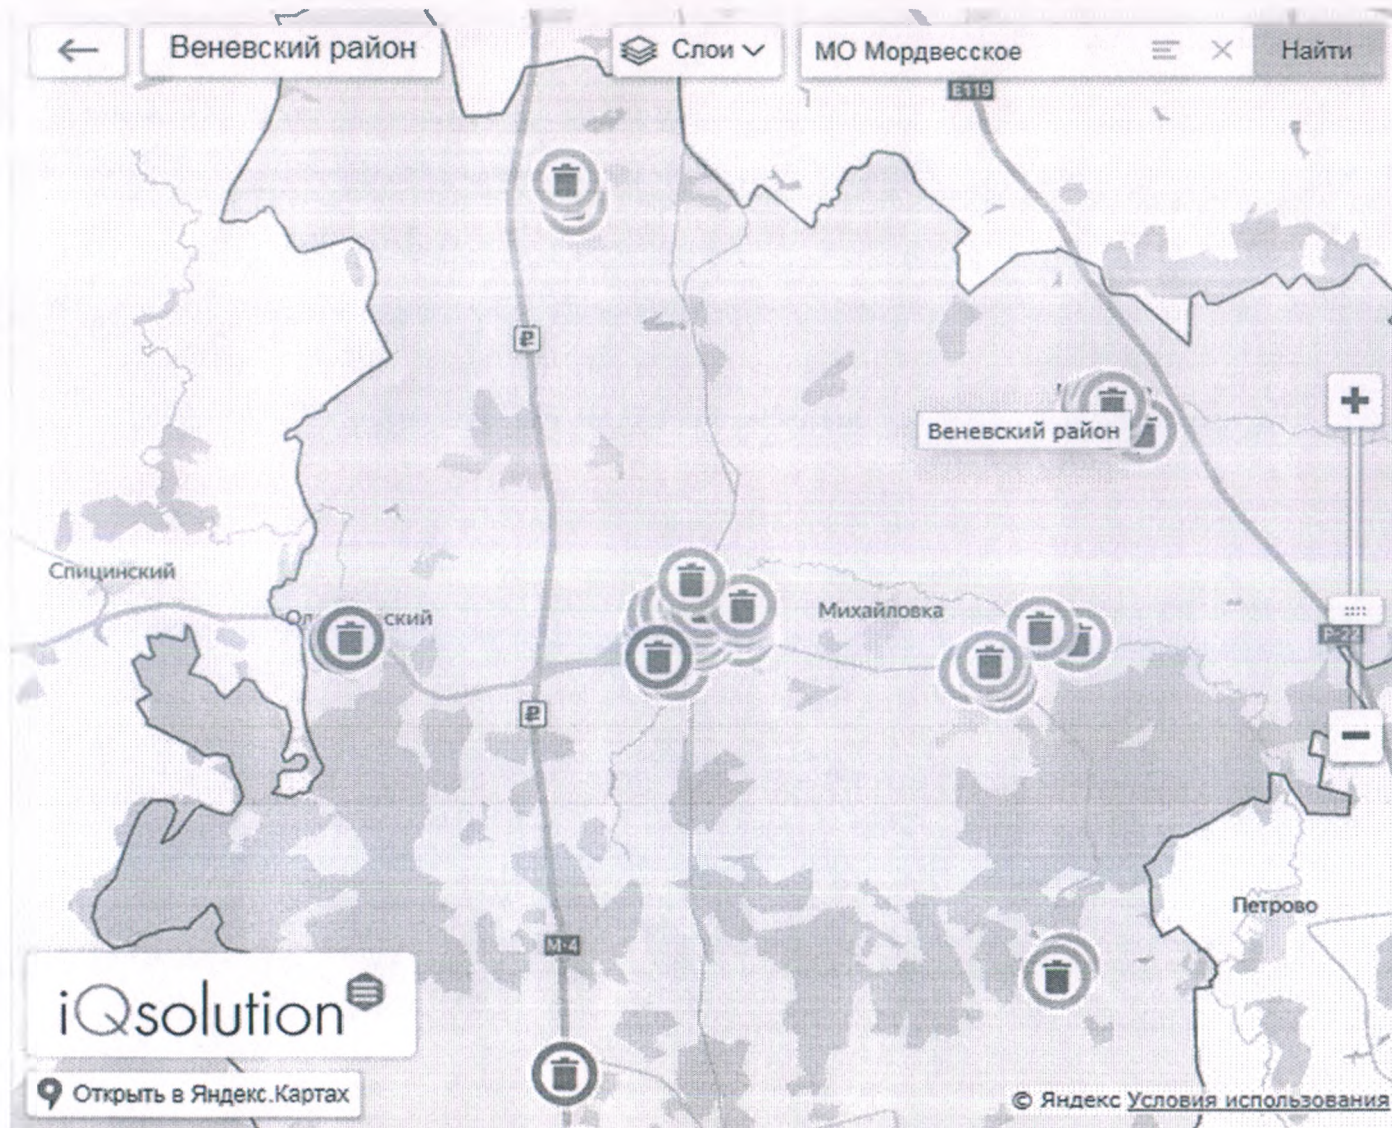 Веневский район
Слои
МО Мордвесское
Найти
E119
Веневский район
Спицинский
Михайловка
Р-22
Петрово
М-4
iQsolution
Открыть в Яндекс.Картах
© Яндекс Условия использования